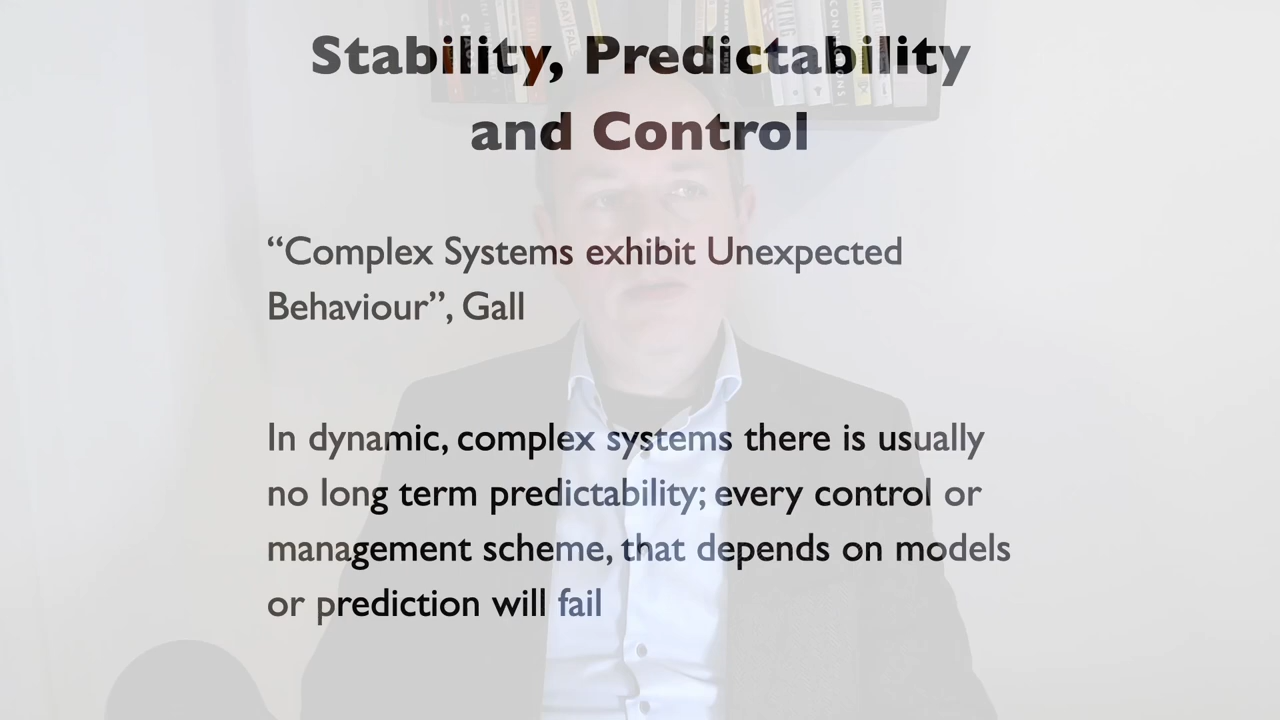 Stability, Predictability
and Control
“Complex Systems exhibit Unexpected
Behaviour”, Gall
In dynamic, complex systems there is usually
no long term predictability; every control or
management scheme, that depends on models
or prediction will fail